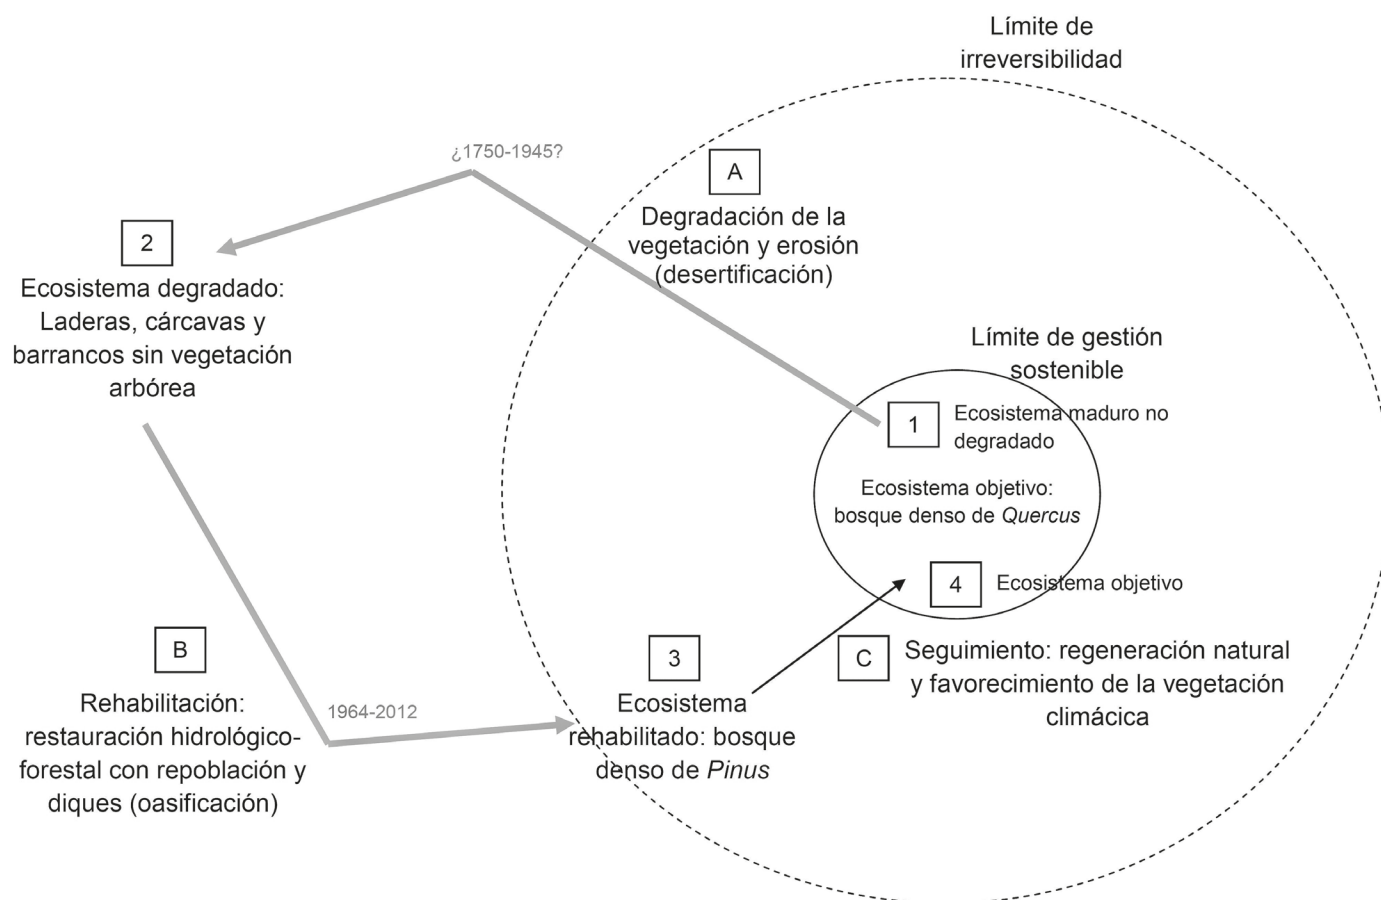 Límite de
irreversibilidad
¿1750-1945?
A
Degradación de la
vegetación y erosión
(desertificación)
2
Ecosistema degradado:
Laderas, cárcavas y
barrancos sin vegetación
arbórea
Límite de gestión
sostenible
1
Ecosistema maduro no
degradado
Ecosistema objetivo:
bosque denso de Quercus
4
Ecosistema objetivo
B
Rehabilitación:
restauración hidrológico-
forestal con repoblación y
diques (oasificación)
1964-2012
3
Ecosistema
rehabilitado: bosque
denso de Pinus
C
Seguimiento: regeneración natural
y favorecimiento de la vegetación
climácica